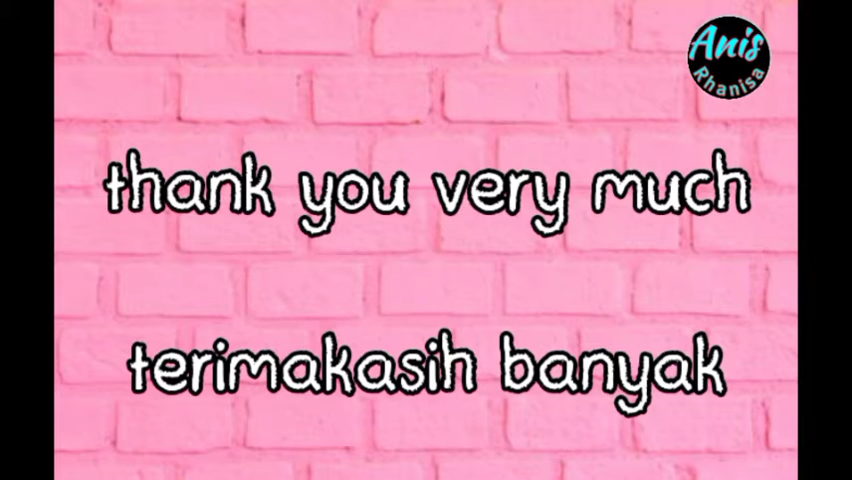 Anis
Rhanisa
thank you very much
terimakasih banyak